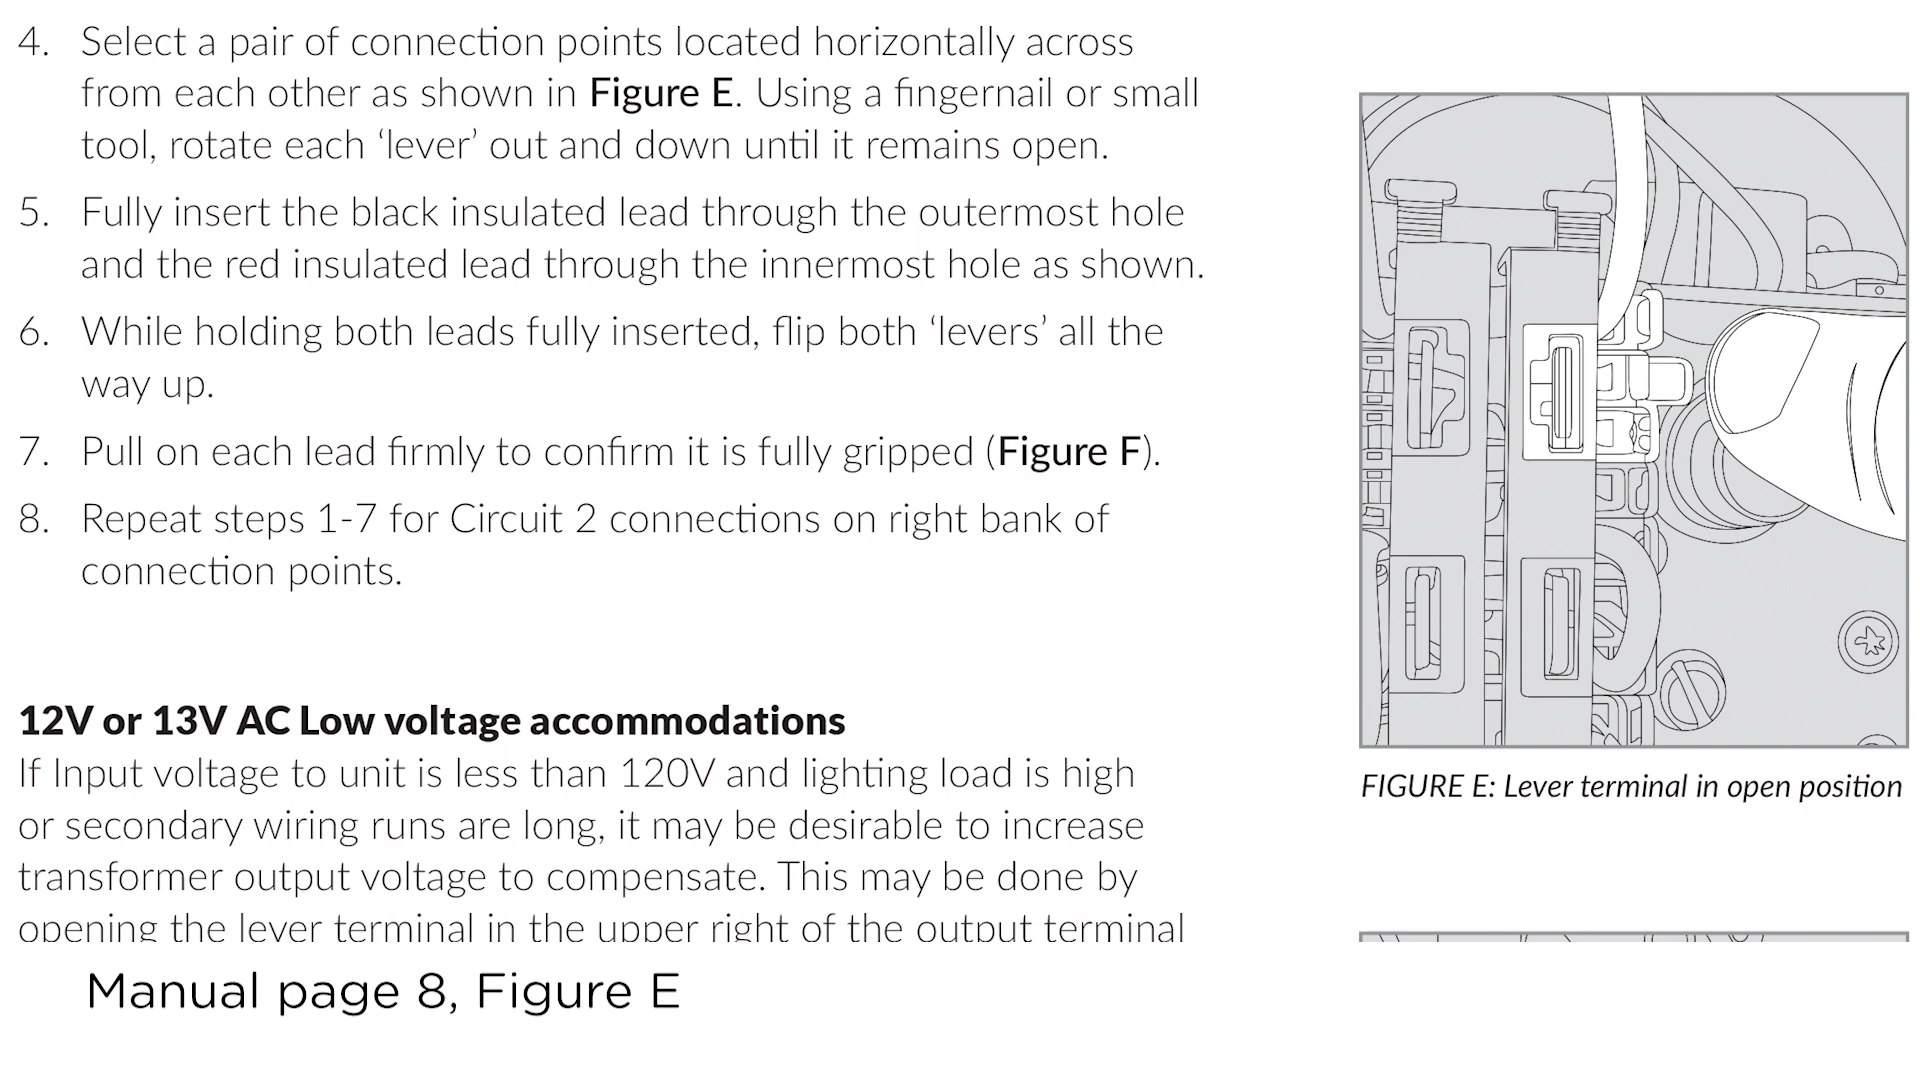 4. Select a pair of connection points located horizontally across
from each other as shown in Figure E. Using a fingernail or small
tool, rotate each ‘lever’ out and down until it remains open.
5. Fully insert the black insulated lead through the outermost hole
and the red insulated lead through the innermost hole as shown.
6. While holding both leads fully inserted, flip both ‘levers’ all the
way up.
7. Pull on each lead firmly to confirm it is fully gripped (Figure F).
8. Repeat steps 1-7 for Circuit 2 connections on right bank of
connection points.
12V or 13V AC Low voltage accommodations
If Input voltage to unit is less than 120V and lighting load is high
or secondary wiring runs are long, it may be desirable to increase
transformer output voltage to compensate. This may be done by
opening the lever terminal in the upper right of the output terminal
FIGURE E: Lever terminal in open position
Manual page 8, Figure E